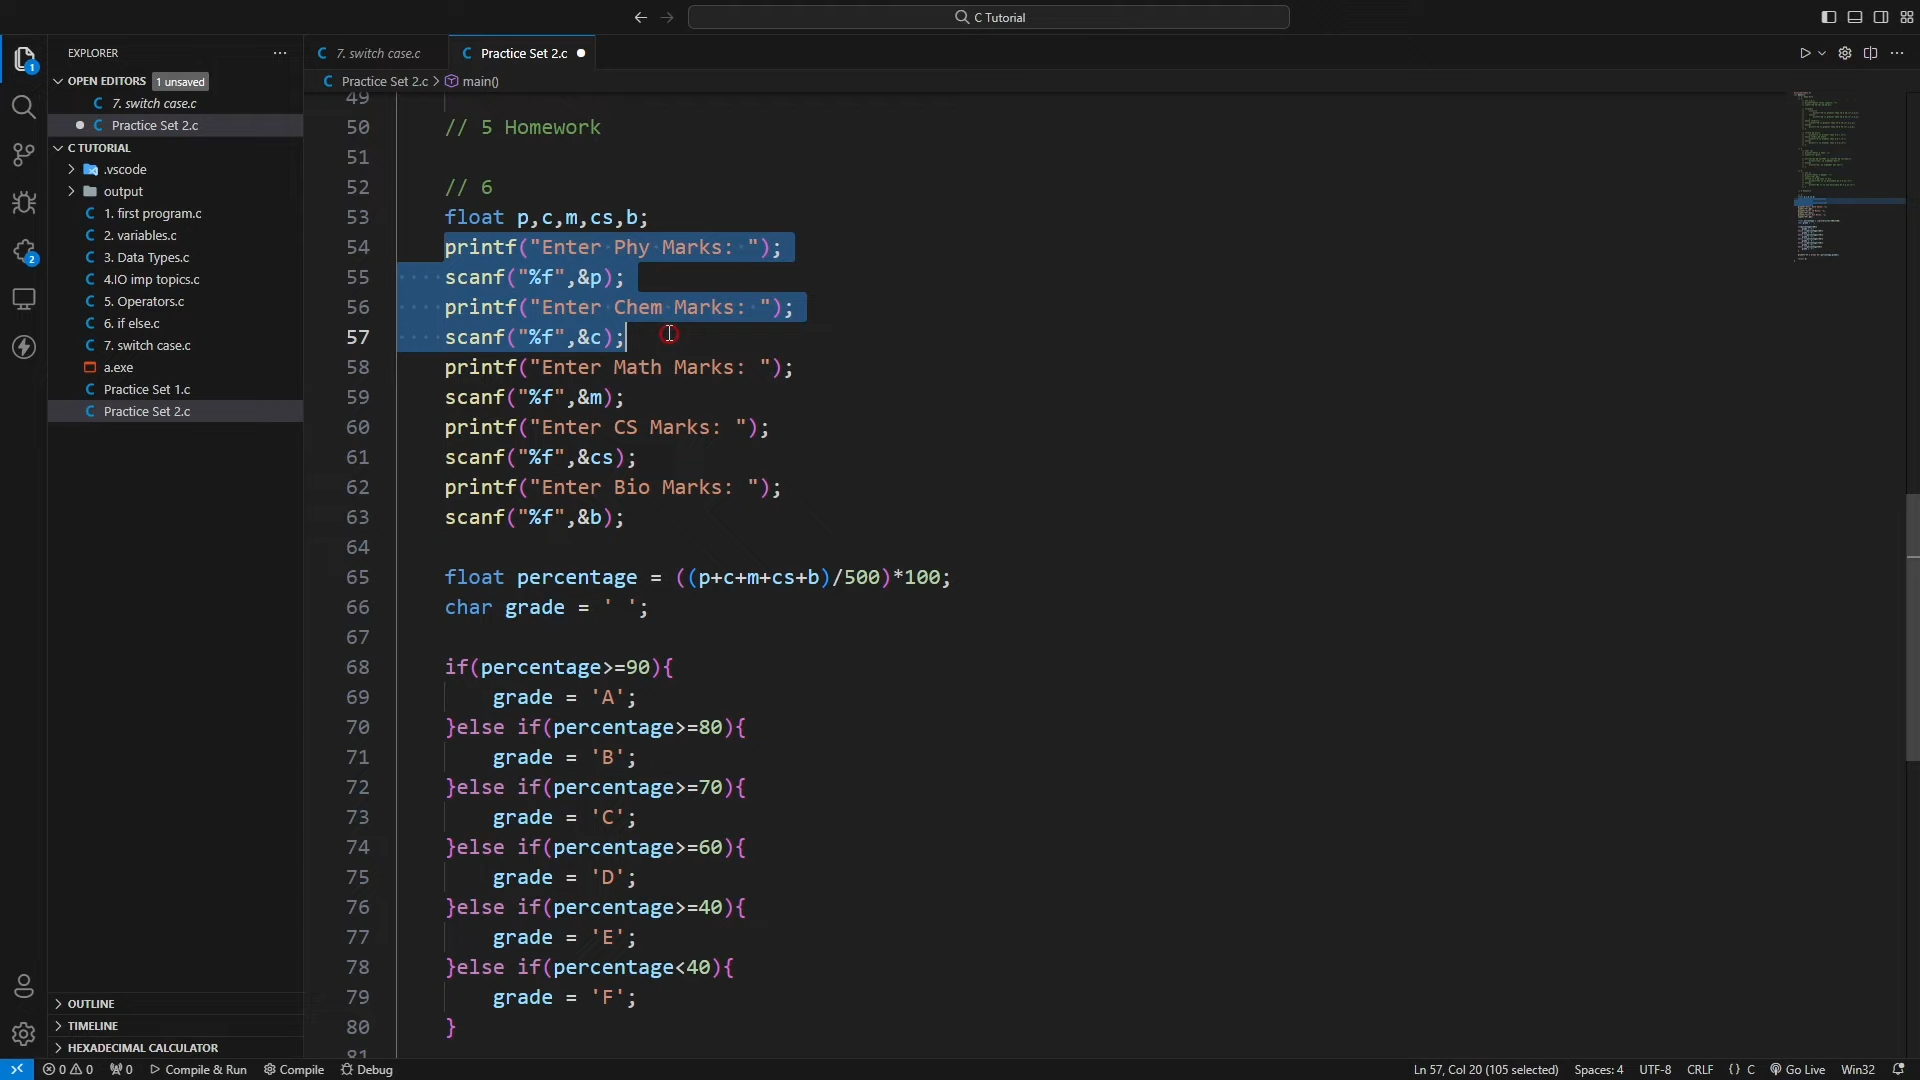 C Tutorial
EXPLORER
7. switch case.c
Practice Set 2.c
OPEN EDITORS 1 unsaved
Practice Set 2.c > main()
7. switch case.c
Practice Set 2.c
C TUTORIAL
.vscode
output
1. first program.c
2. variables.c
3. Data Types.c
4.IO imp topics.c
5. Operators.c
6. if else.c
7. switch case.c
a.exe
Practice Set 1.c
Practice Set 2.c
OUTLINE
TIMELINE
HEXADECIMAL CALCULATOR
1
2
49
50 // 5 Homework
51
52 // 6
53 float p,c,m,cs,b;
54 printf("Enter Phy Marks: ");
55 scanf("%f",&p);
56 printf("Enter Chem Marks: ");
57 scanf("%f",&c);
58 printf("Enter Math Marks: ");
59 scanf("%f",&m);
60 printf("Enter CS Marks: ");
61 scanf("%f",&cs);
62 printf("Enter Bio Marks: ");
63 scanf("%f",&b);
64
65 float percentage = ((p+c+m+cs+b)/500)*100;
66 char grade = ' ';
67
68 if(percentage>=90){
69 grade = 'A';
70 }else if(percentage>=80){
71 grade = 'B';
72 }else if(percentage>=70){
73 grade = 'C';
74 }else if(percentage>=60){
75 grade = 'D';
76 }else if(percentage>=40){
77 grade = 'E';
78 }else if(percentage<40){
79 grade = 'F';
80 }
81
0 0 0 Compile & Run Compile Debug Ln 57, Col 20 (105 selected) Spaces: 4 UTF-8 CRLF {} C Go Live Win32